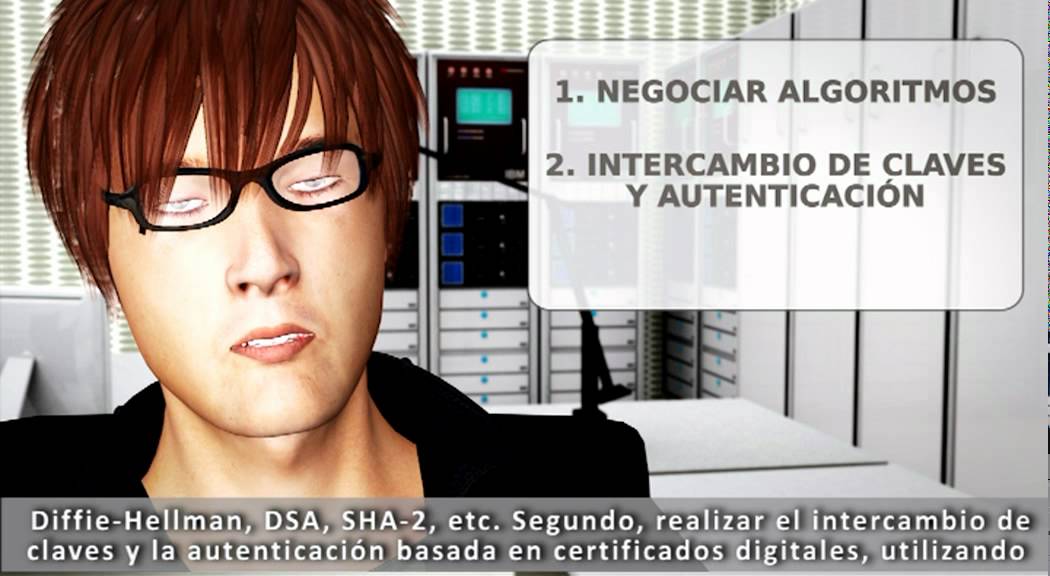 1. NEGOCIAR ALGORITMOS
2. INTERCAMBIO DE CLAVES
Y AUTENTICACIÓN
IBM
Diffie-Hellman, DSA, SHA-2, etc. Segundo, realizar el intercambio de
claves y la autenticación basada en certificados digitales, utilizando